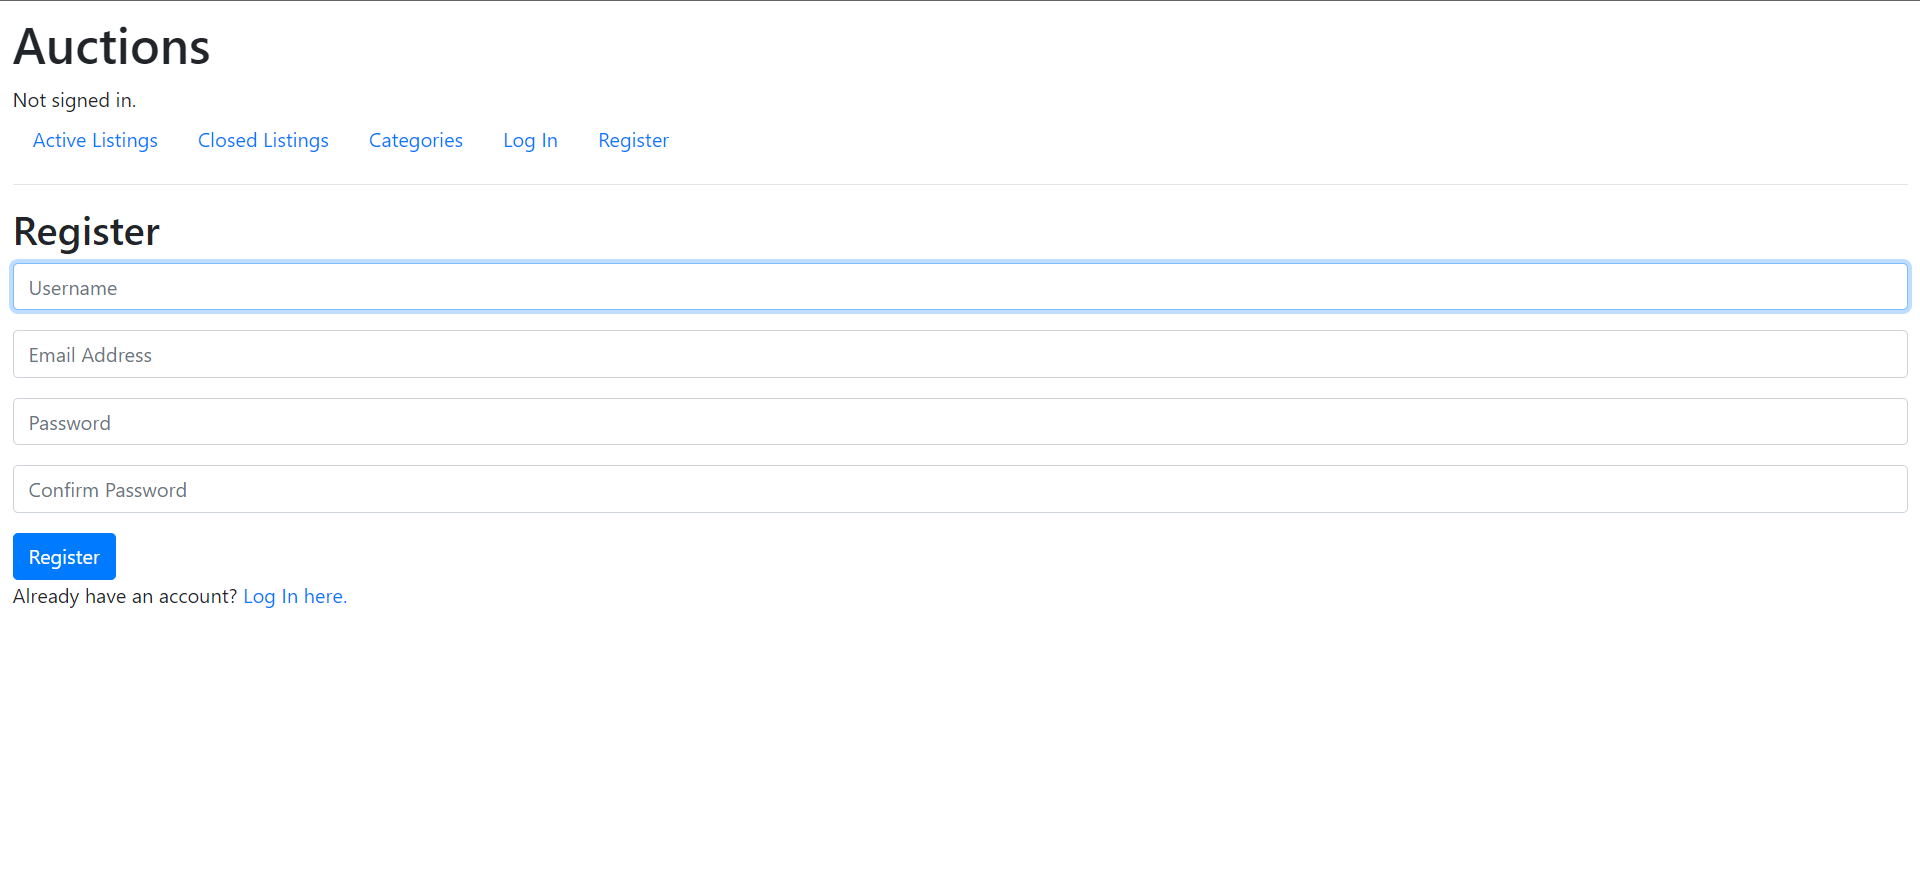 Auctions
Not signed in.
Active Listings Closed Listings Categories Log In Register
Register
Username
Email Address
Password
Confirm Password
Register
Already have an account? Log In here.